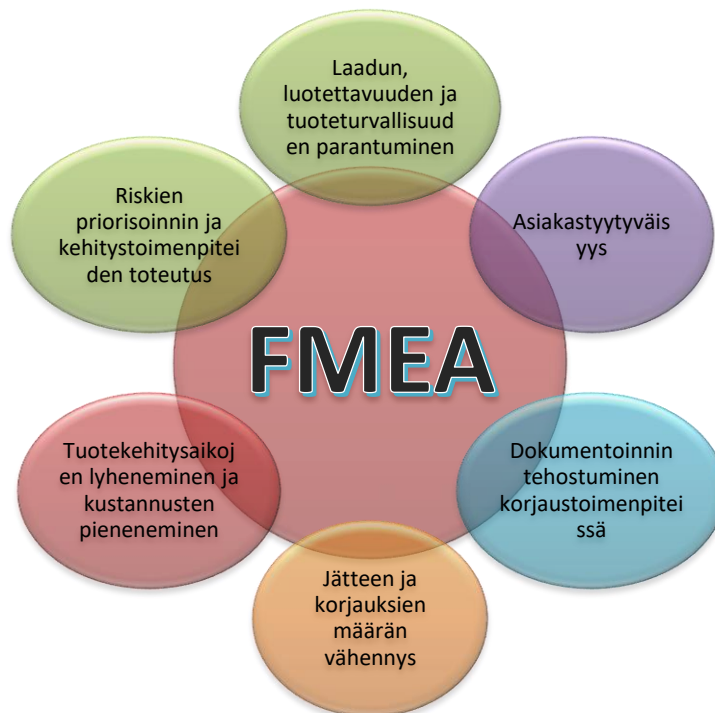 Laadun,
luotettavuuden ja
tuoteturvallisuud
en parantuminen
Asiakastyytyväis
yys
Dokumentoinnin
tehostuminen
korjaustoimenpitei
ssä
Jätteen ja
korjauksien
määrän
vähennys
Tuotekehitysaikoj
en lyheneminen ja
kustannusten
pieneneminen
Riskien
priorisoinnin ja
kehitystoimenpitei
den toteutus
FMEA